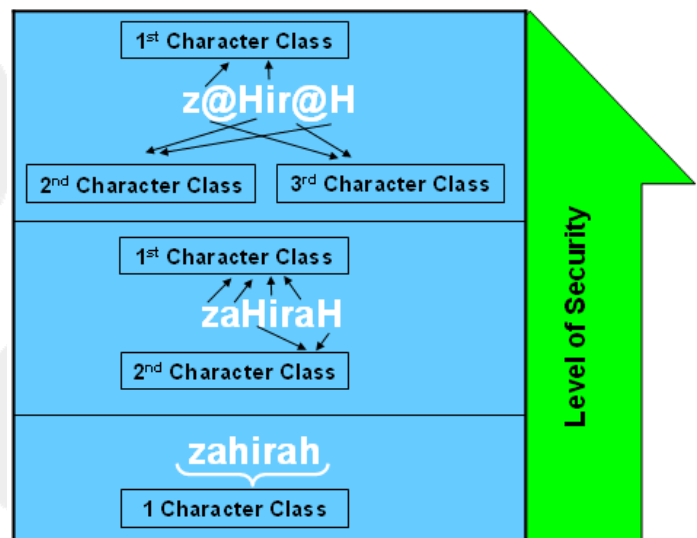 1st Character Class
z@Hir@H
2nd Character Class
3rd Character Class
1st Character Class
zaHiraH
2nd Character Class
zahirah
1 Character Class
Level of Security